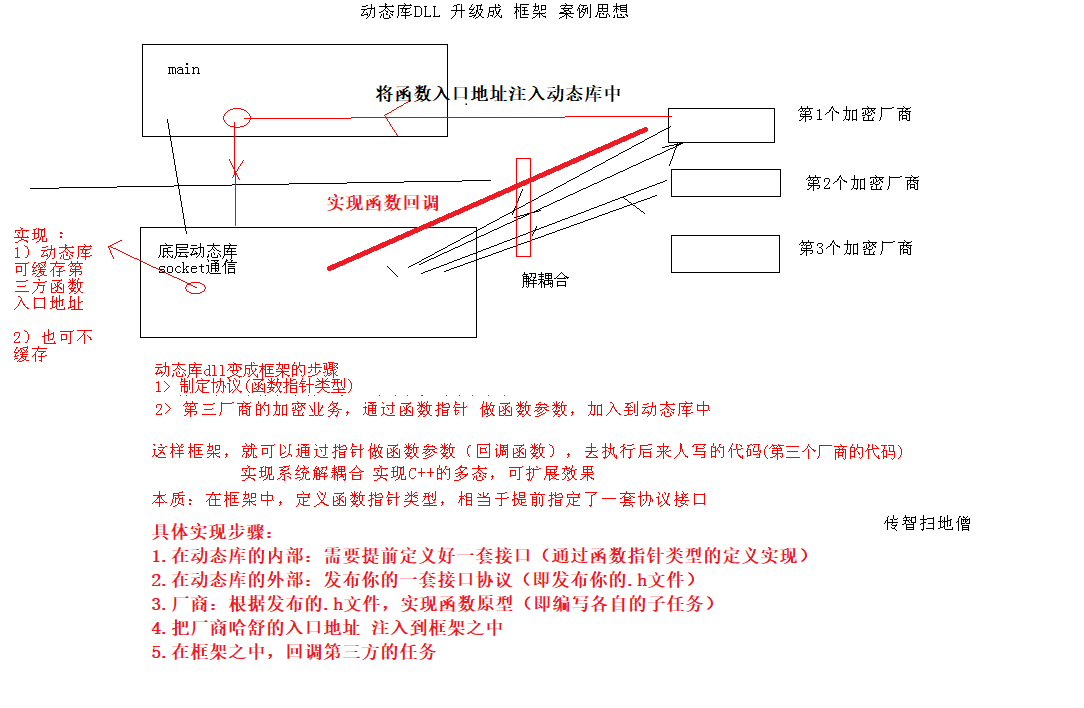 动态库DLL 升级成 框架 案例思想
main
将函数入口地址注入动态库中
第1个加密厂商
第2个加密厂商
实现函数回调
实现 ：
1）动态库
可缓存第
三方函数
入口地址
2）也可不
缓存
底层动态库
socket通信
第3个加密厂商
解耦合
动态库dll变成框架的步骤
1> 制定协议(函数指针类型)
2> 第三厂商的加密业务，通过函数指针 做函数参数，加入到动态库中
这样框架，就可以通过指针做函数参数（回调函数），去执行后来人写的代码(第三个厂商的代码)
实现系统解耦合 实现C++的多态，可扩展效果
本质：在框架中，定义函数指针类型，相当于提前指定了一套协议接口
传智扫地僧
具体实现步骤：
1.在动态库的内部：需要提前定义好一套接口（通过函数指针类型的定义实现）
2.在动态库的外部：发布你的一套接口协议（即发布你的.h文件）
3.厂商：根据发布的.h文件，实现函数原型（即编写各自的子任务）
4.把厂商哈舒的入口地址 注入到框架之中
5.在框架之中，回调第三方的任务